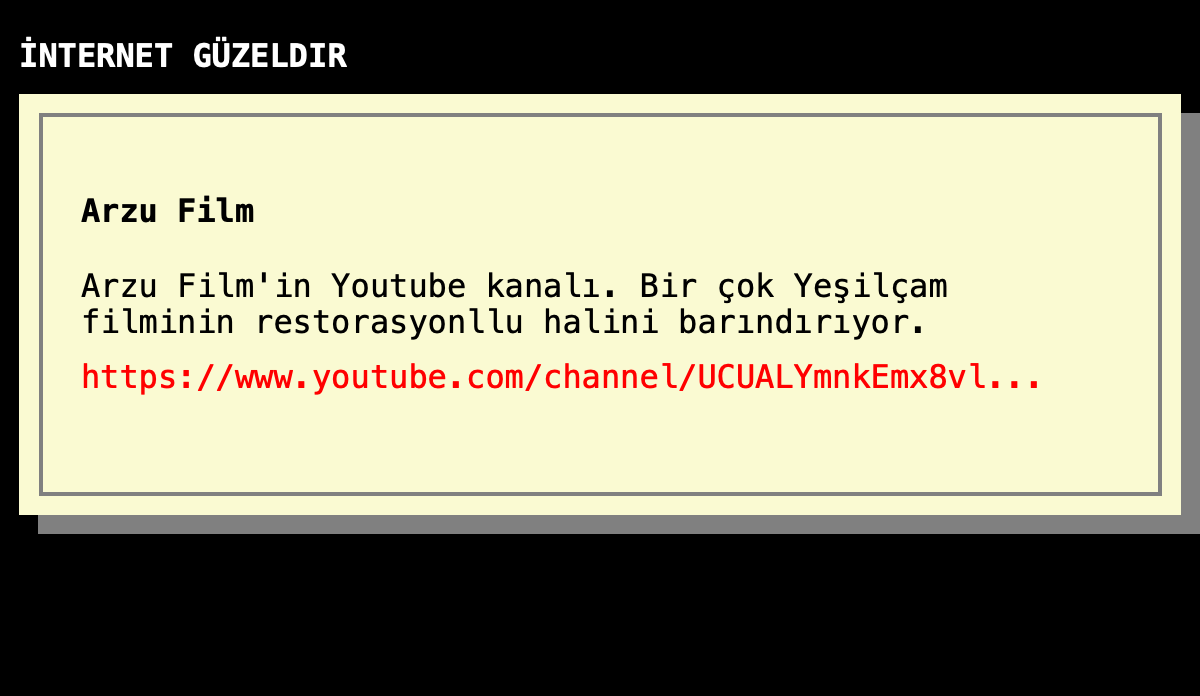 İNTERNET GÜZELDIR
Arzu Film
Arzu Film'in Youtube kanalı. Bir çok Yeşilçam
filminin restorasyonllu halini barındırıyor.
https://www.youtube.com/channel/UCUALYmnkEmx8vl...